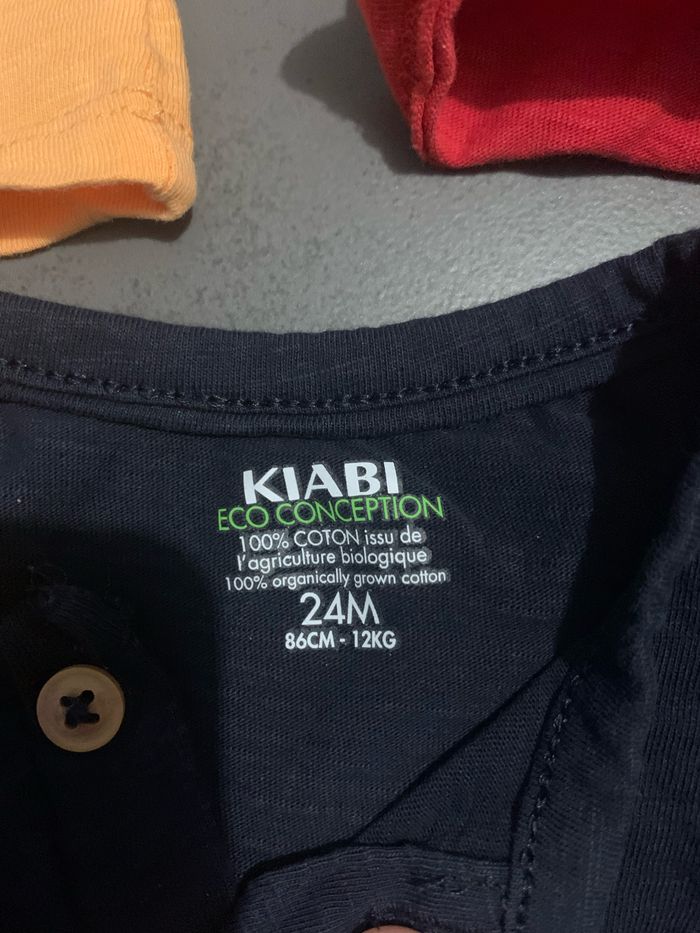 KIABI
ECO CONCEPTION
100% COTON issu de
l'agriculture biologique
100% organically grown cotton
24M
86CM - 12KG